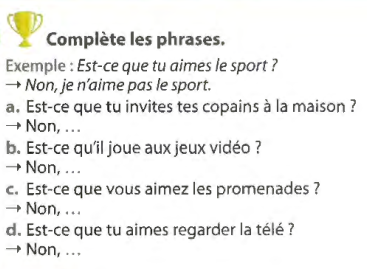 Complète les phrases.
Exemple : Est-ce que tu aimes le sport ?
→ Non, je n'aime pas le sport.
a. Est-ce que tu invites tes copains à la maison ?
→ Non, ...
b. Est-ce qu'il joue aux jeux vidéo ?
→ Non, ...
c. Est-ce que vous aimez les promenades ?
→ Non, ...
d. Est-ce que tu aimes regarder la télé ?
→ Non, ...